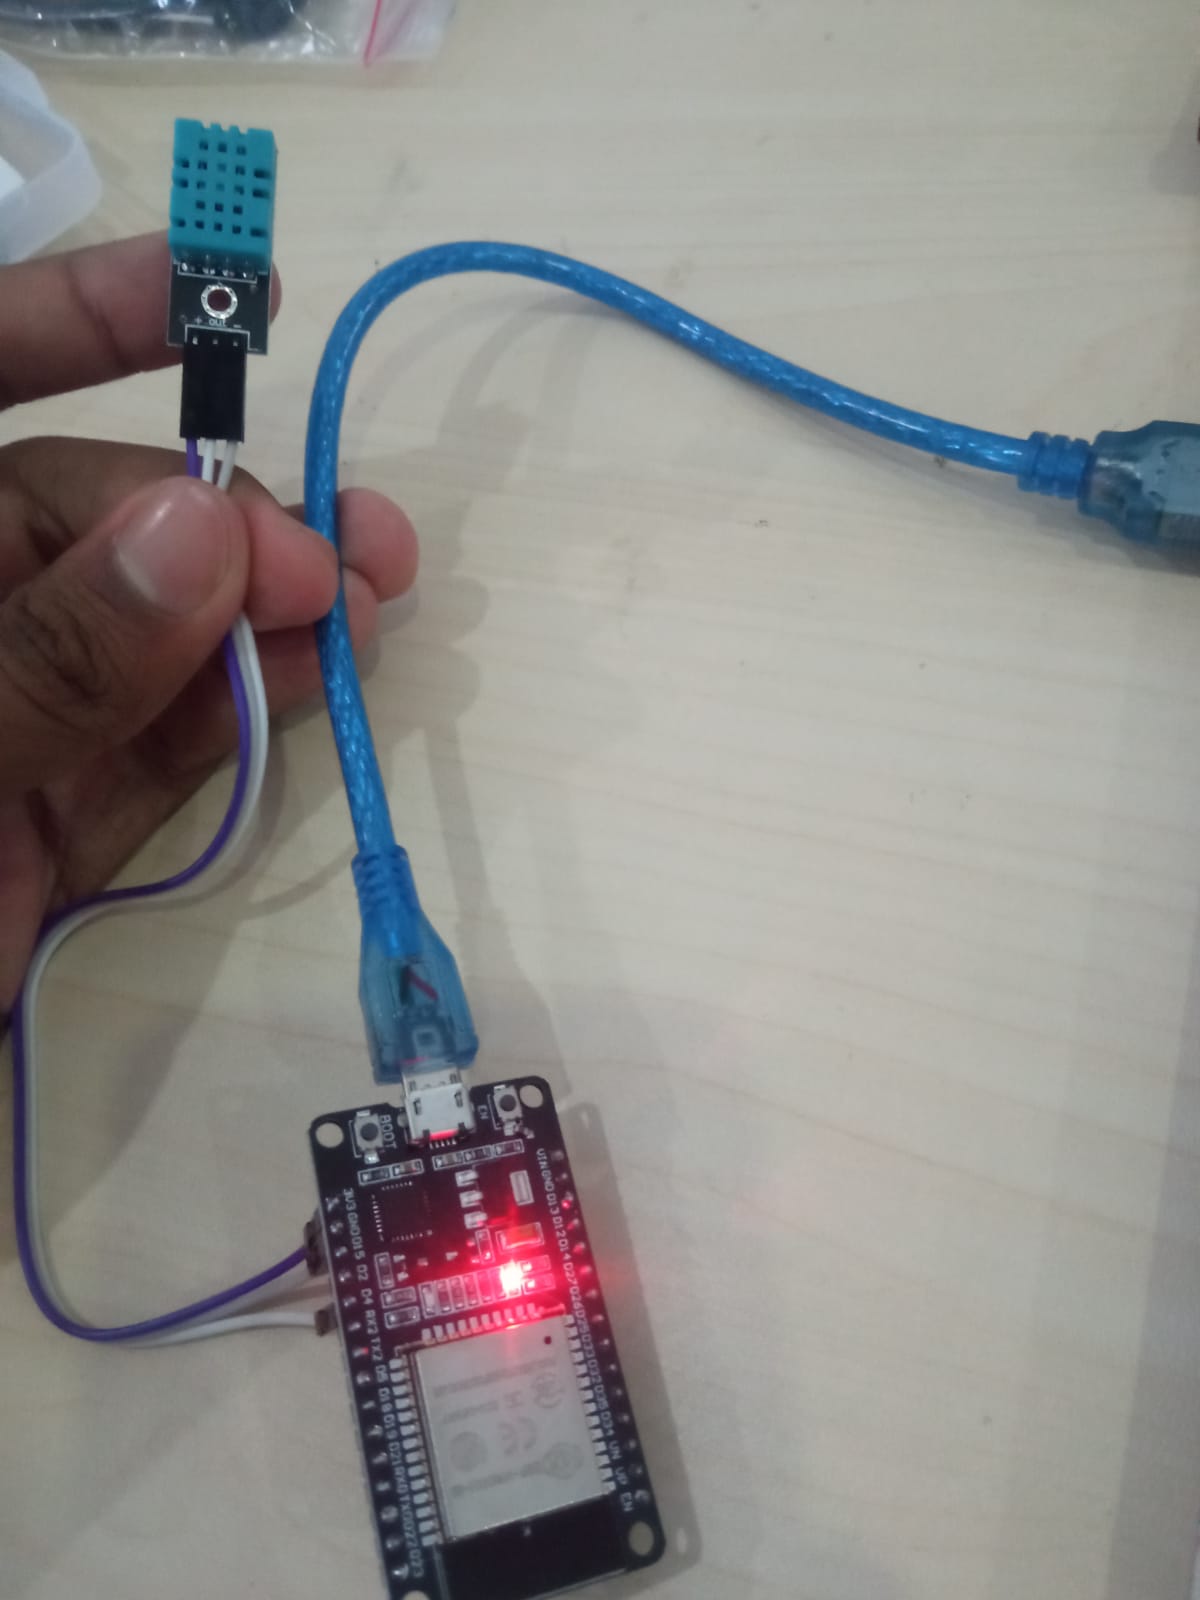 + out -
BOOT
EN
3V3 GND D15 D2 D4 RX2 TX2 D5 D18 D19 D21 RX0 TX0 D22 D23
VIN GND D13 D12 D14 D27 D26 D25 D33 D32 D35 D34 VN VP EN